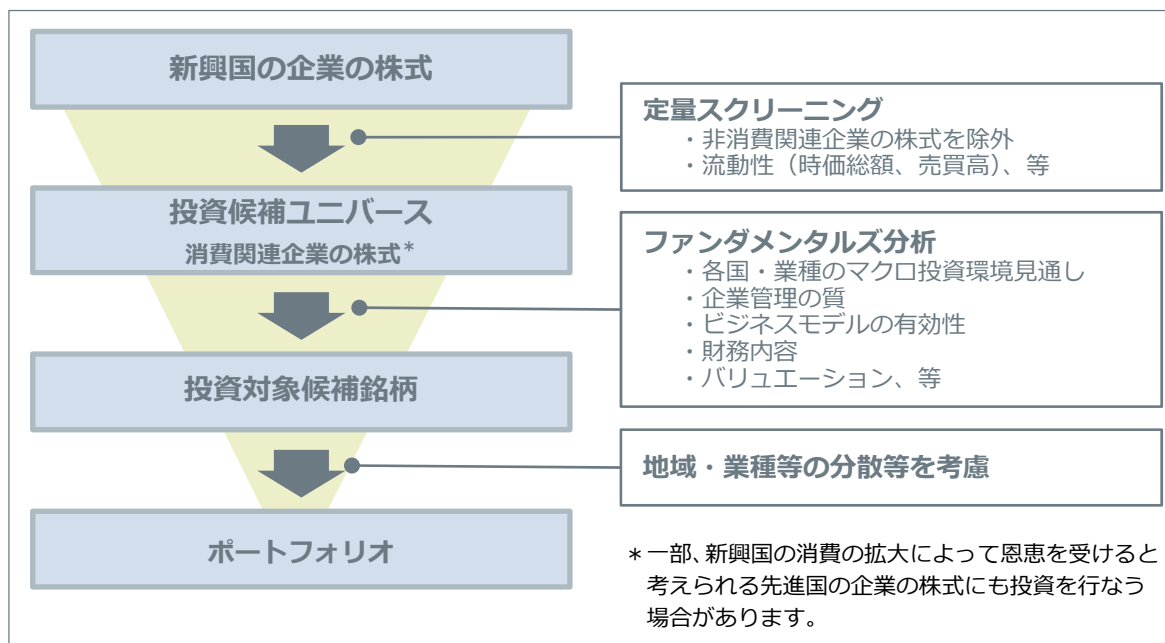 新興国の企業の株式
定量スクリーニング
・非消費関連企業の株式を除外
・流動性（時価総額、売買高）、等
投資候補ユニバース
消費関連企業の株式*
ファンダメンタルズ分析
・各国・業種のマクロ投資環境見通し
・企業管理の質
・ビジネスモデルの有効性
・財務内容
・バリュエーション、等
投資対象候補銘柄
地域・業種等の分散等を考慮
ポートフォリオ
＊一部、新興国の消費の拡大によって恩恵を受けると
考えられる先進国の企業の株式にも投資を行なう
場合があります。